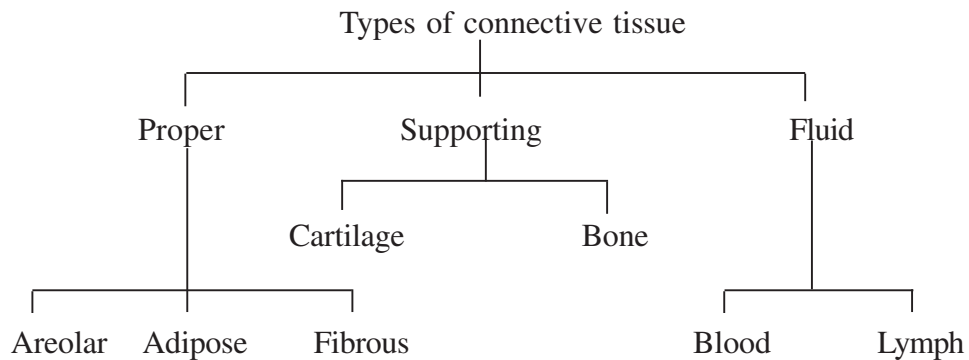 Types of connective tissue
Proper Supporting Fluid
Cartilage Bone
Areolar Adipose Fibrous Blood Lymph